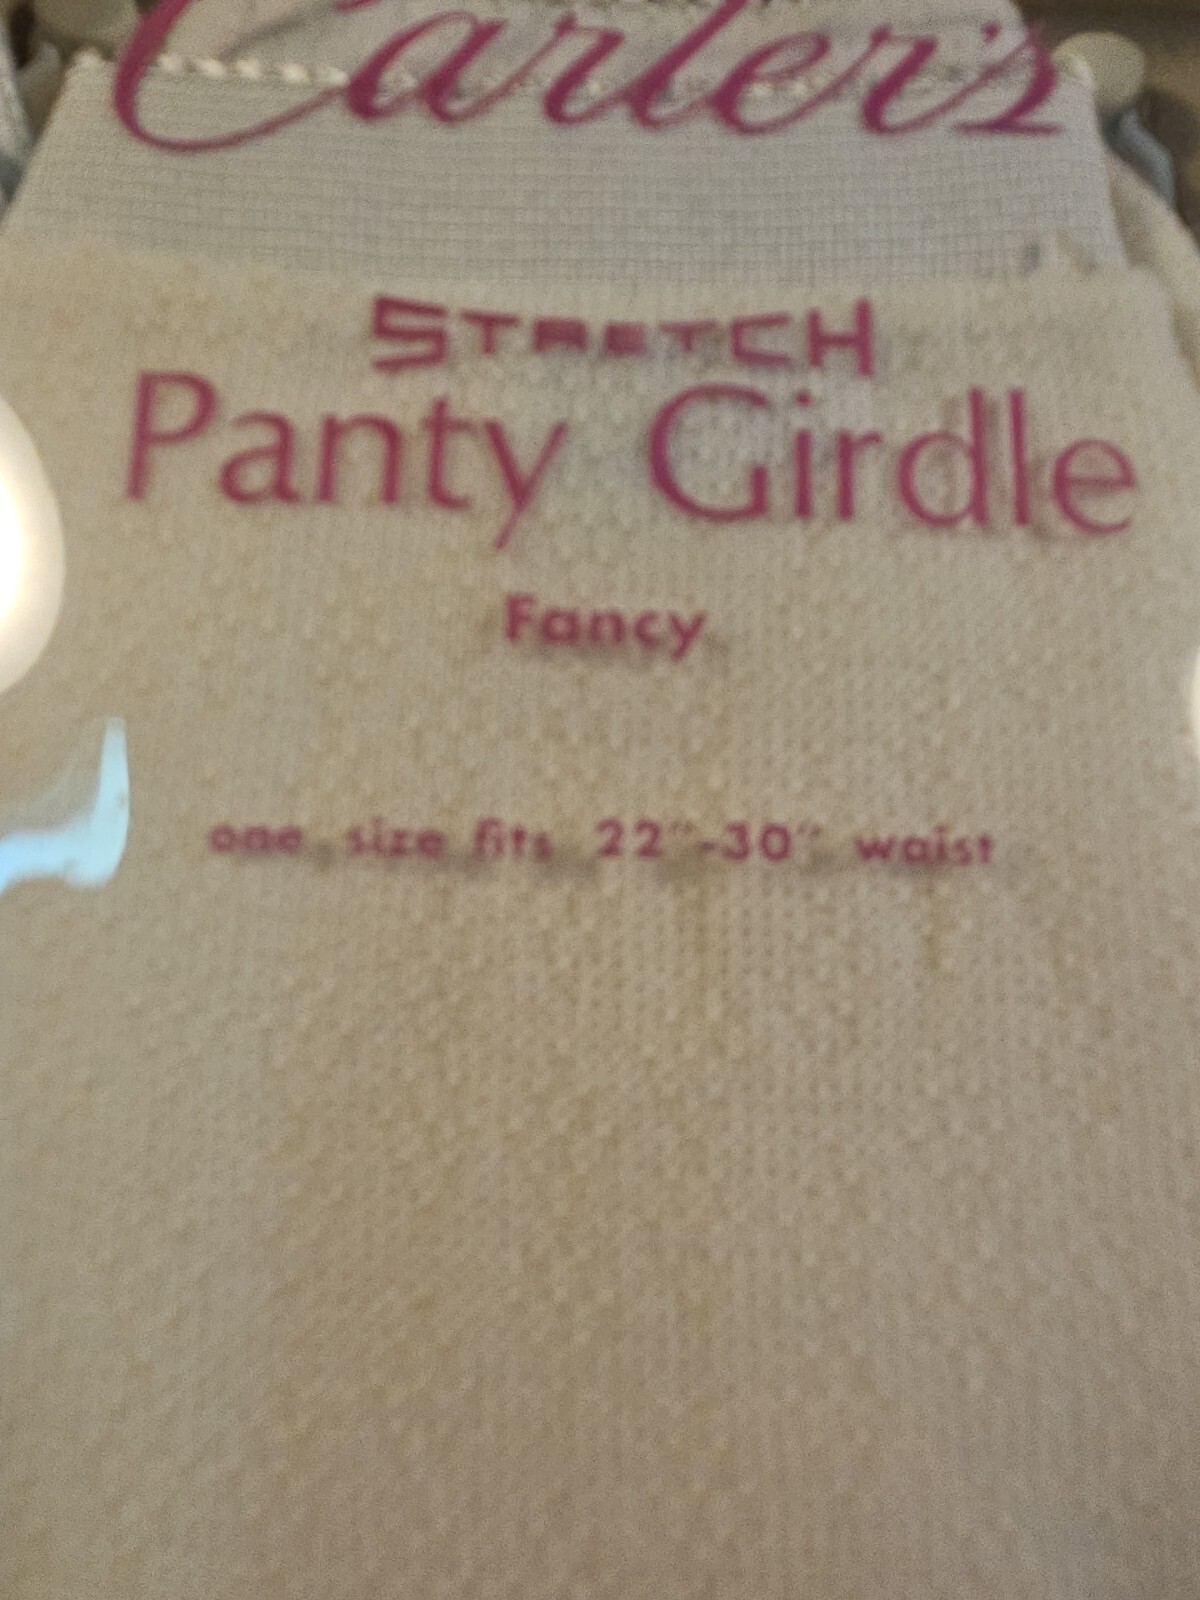 Carter's
STRETCH
Panty Girdle
Fancy
one size fits 22"-30" waist